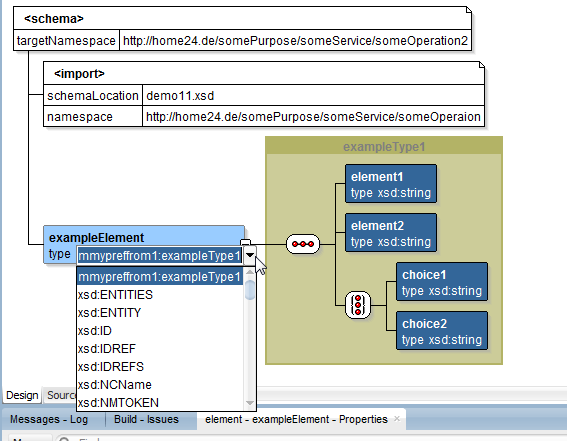 <schema>
targetNamespace http://home24.de/somePurpose/someService/someOperation2
<import>
schemaLocation demo11.xsd
namespace http://home24.de/somePurpose/someService/someOperaion
exampleType1
element1
type xsd:string
element2
type xsd:string
exampleElement
type mmypreffrom1:exampleType1
mmypreffrom1:exampleType1
xsd:ENTITIES
xsd:ENTITY
xsd:ID
xsd:IDREF
xsd:IDREFS
xsd:NCName
xsd:NMTOKEN
choice1
type xsd:string
choice2
type xsd:string
Design Source
Messages - Log Build - Issues element - exampleElement - Properties